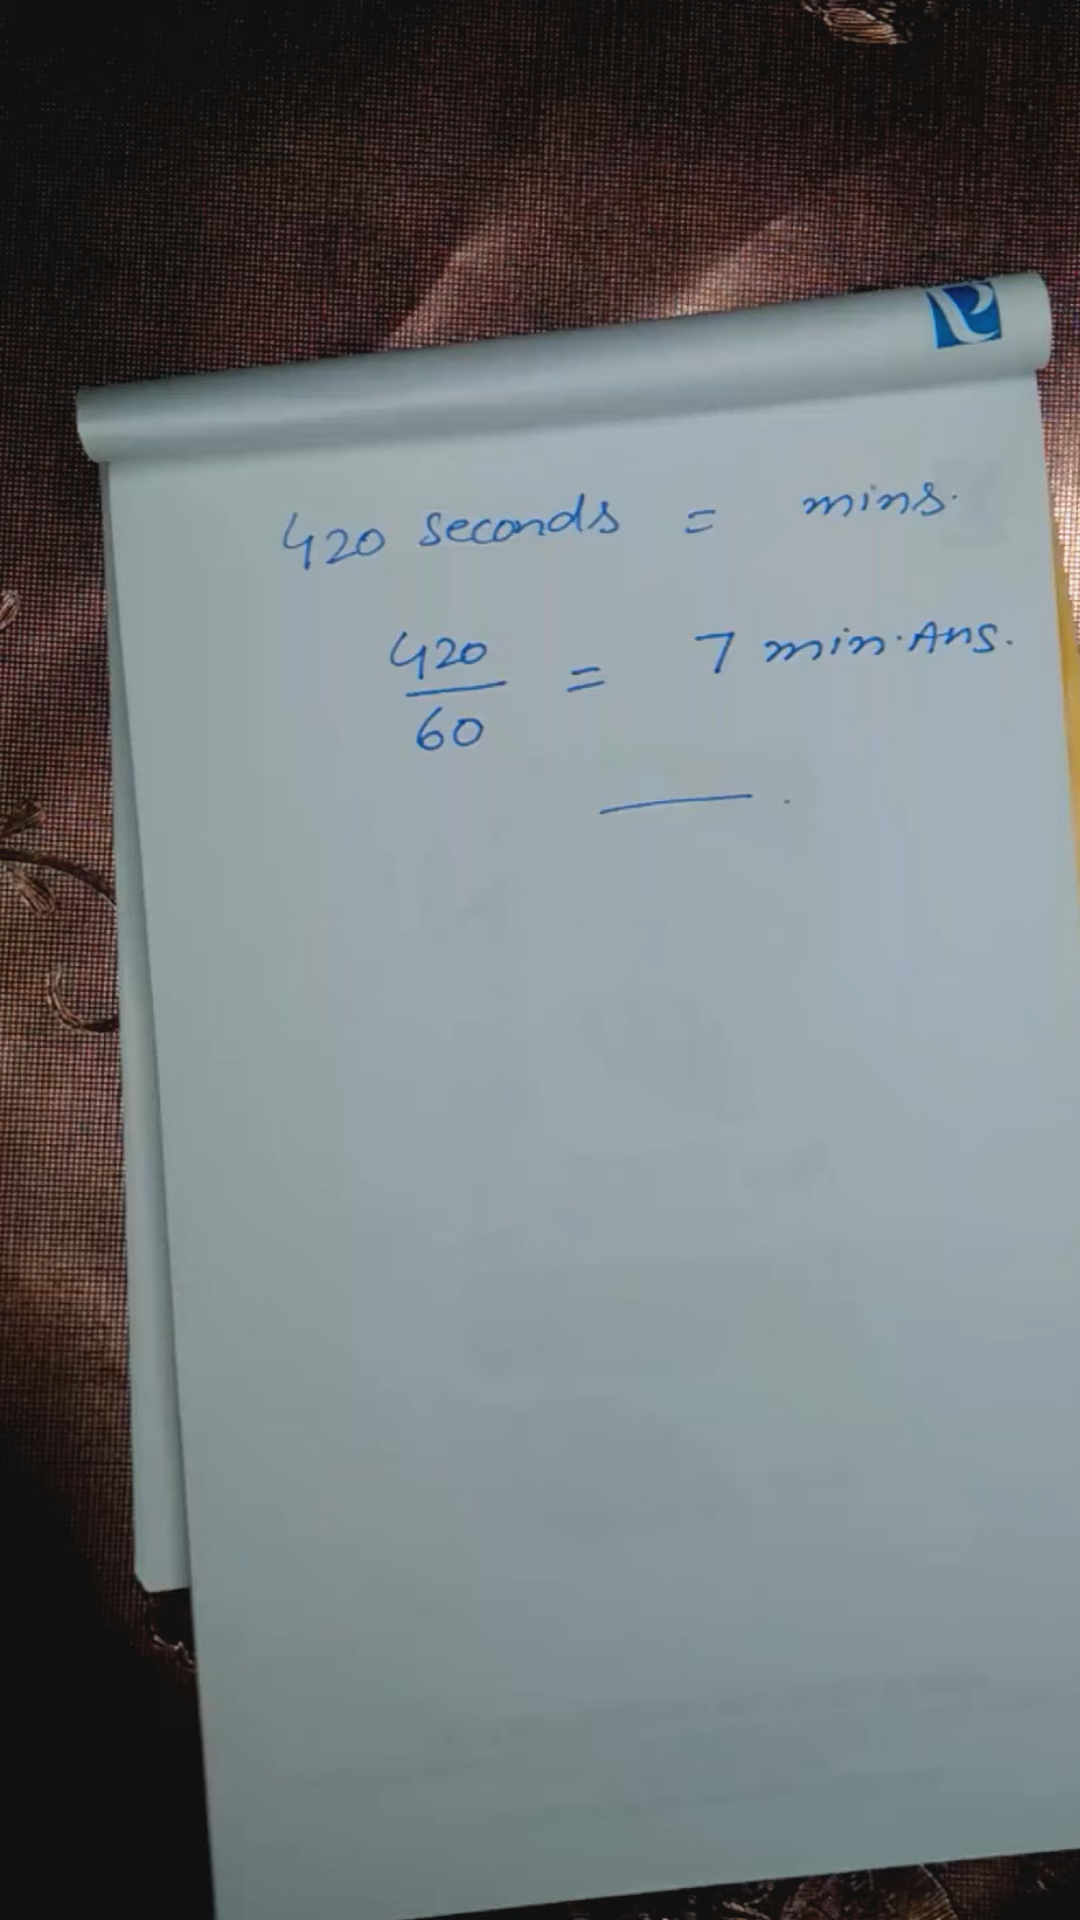 420 seconds = mins.
420
60
= 7 min. Ans.